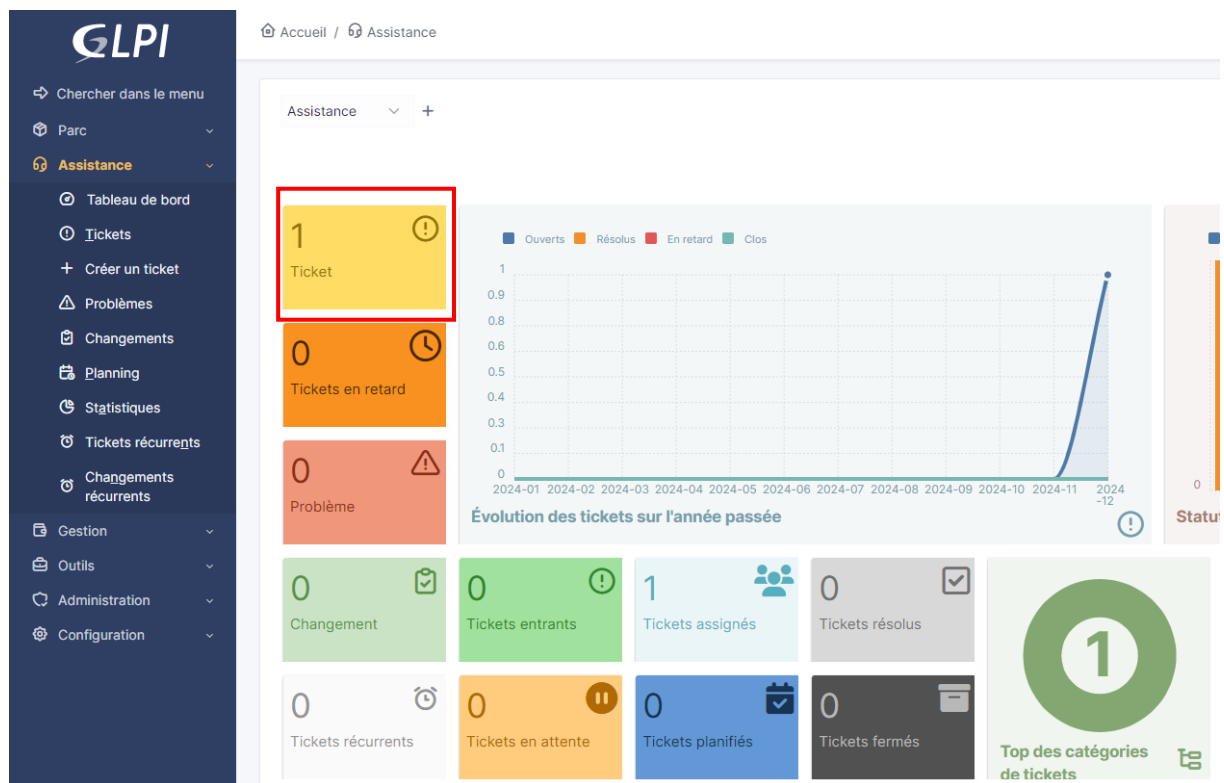 GLPI
Accueil / Assistance
Chercher dans le menu
Parc
Assistance
Tableau de bord
Tickets
Créer un ticket
Problèmes
Changements
Planning
Statistiques
Tickets récurrents
Changements
récurrents
Gestion
Outils
Administration
Configuration
Assistance +
1
Ticket
0
Tickets en retard
0
Problème
Ouverts Résolus En retard Clos
1
0.9
0.8
0.6
0.5
0.4
0.3
0.1
0
2024-01 2024-02 2024-03 2024-04 2024-05 2024-06 2024-07 2024-08 2024-09 2024-10 2024-11 2024
-12
Évolution des tickets sur l'année passée
0
Statu
0
Changement
0
Tickets entrants
1
Tickets assignés
0
Tickets résolus
0
Tickets récurrents
0
Tickets en attente
0
Tickets planifiés
0
Tickets fermés
1
Top des catégories
de tickets